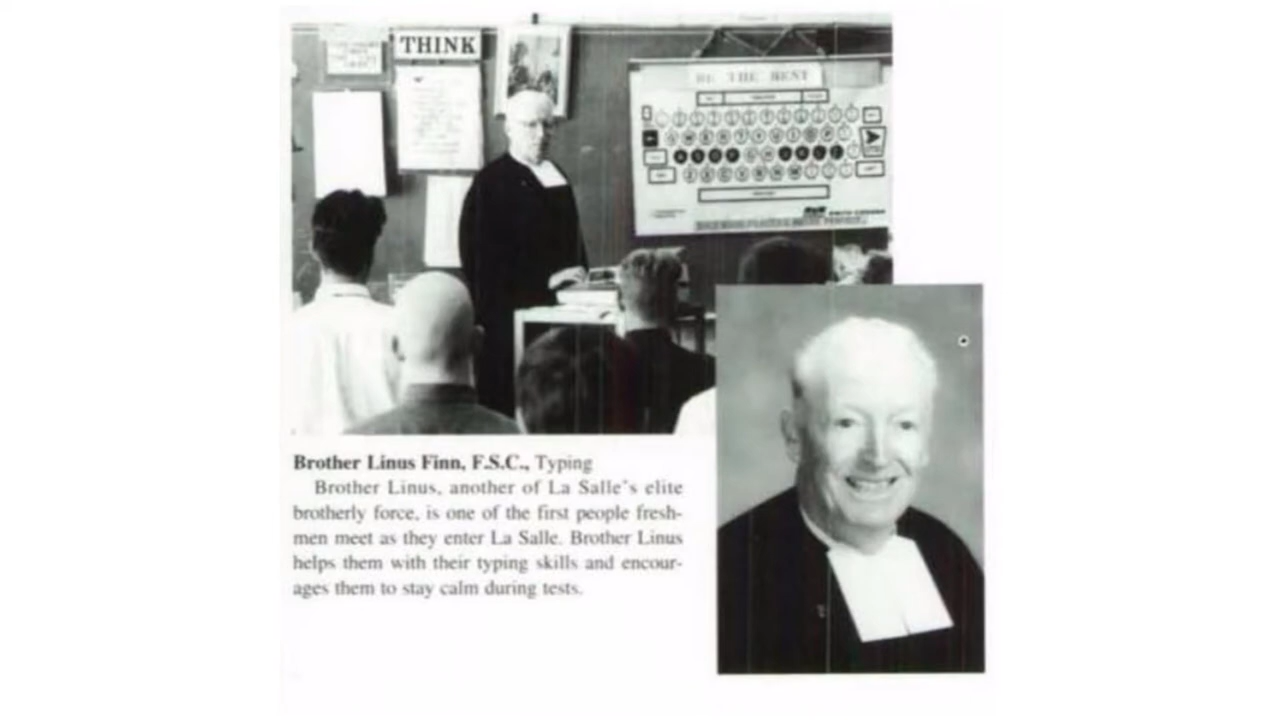 THINK
BE THE BEST
Brother Linus Finn, F.S.C., Typing
Brother Linus, another of La Salle's elite
brotherly force, is one of the first people fresh-
men meet as they enter La Salle. Brother Linus
helps them with their typing skills and encour-
ages them to stay calm during tests.